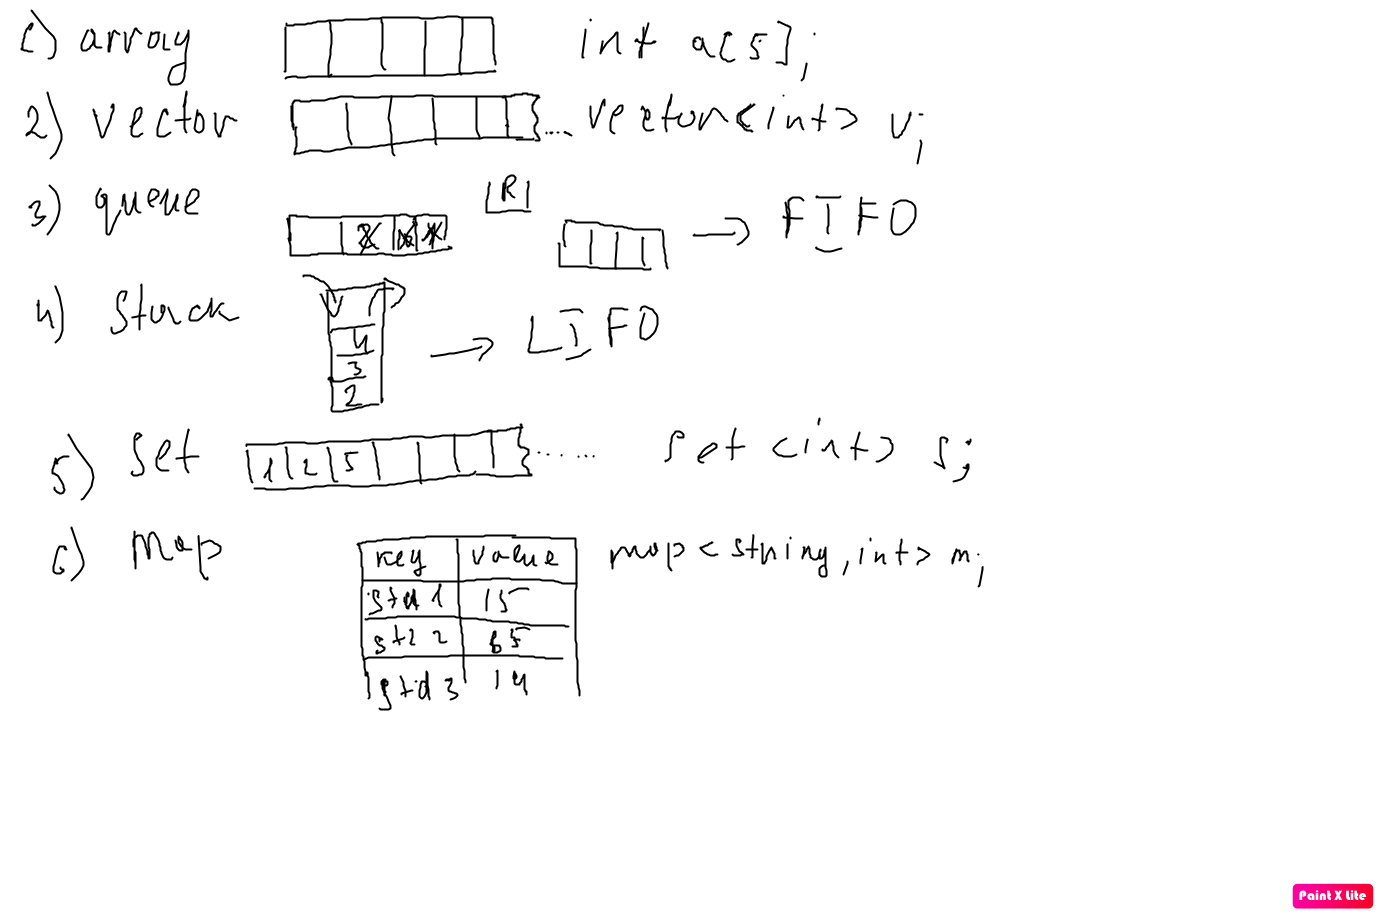 1) array int a[5];
2) vector .... vector<int> v;
3) queue 2 1 |R| → FIFO
4) Stack 4 3 2 → LIFO
5) set 1 2 5 ........ set <int> s;
6) Map map < string, int> m;
key value
std 1 15
std 2 65
std 3 14
Paint X Lite